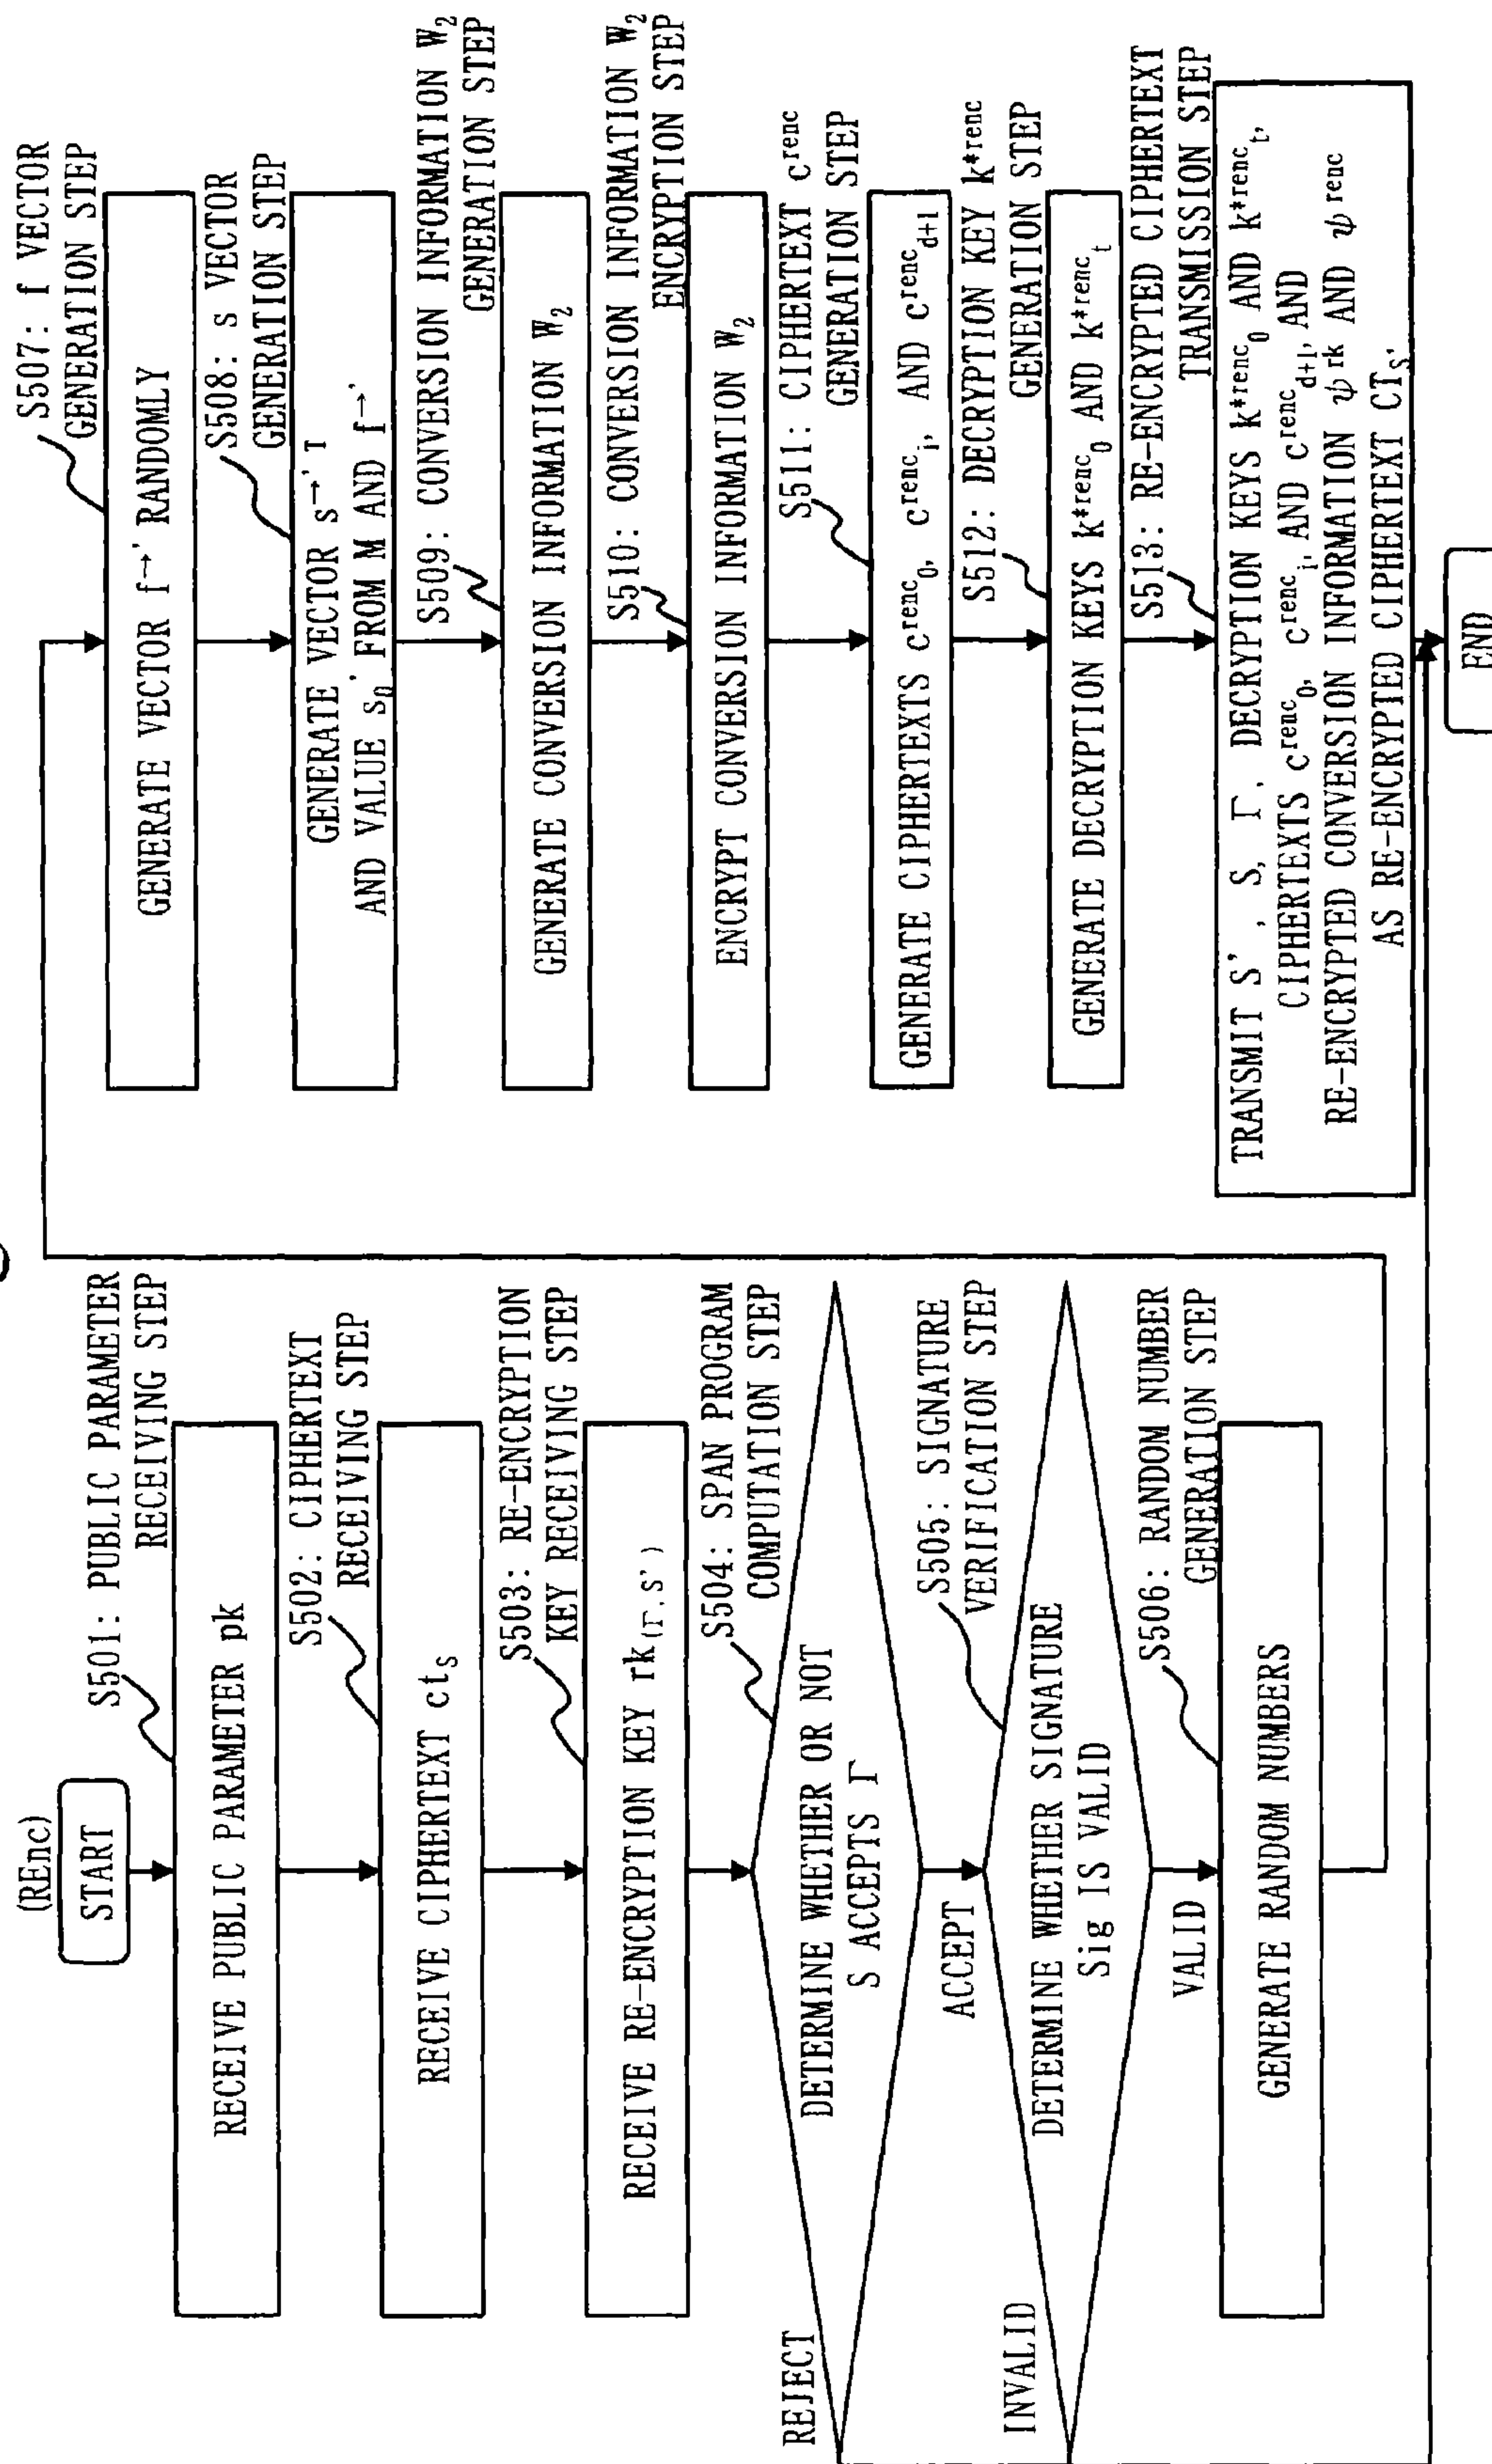 (REnc)
START
S501: PUBLIC PARAMETER
RECEIVING STEP
RECEIVE PUBLIC PARAMETER pk
S502: CIPHERTEXT
RECEIVING STEP
RECEIVE CIPHERTEXT ct_S
S503: RE-ENCRYPTION
KEY RECEIVING STEP
RECEIVE RE-ENCRYPTION KEY rk_(Γ, S')
S504: SPAN PROGRAM
COMPUTATION STEP
DETERMINE WHETHER OR NOT
S ACCEPTS Γ
REJECT
ACCEPT
S505: SIGNATURE
VERIFICATION STEP
DETERMINE WHETHER SIGNATURE
Sig IS VALID
INVALID
VALID
S506: RANDOM NUMBER
GENERATION STEP
GENERATE RANDOM NUMBERS
S507: f VECTOR
GENERATION STEP
GENERATE VECTOR f→' RANDOMLY
S508: s VECTOR
GENERATION STEP
GENERATE VECTOR s→'T
AND VALUE s0' FROM M AND f→'
S509: CONVERSION INFORMATION W2
GENERATION STEP
GENERATE CONVERSION INFORMATION W2
S510: CONVERSION INFORMATION W2
ENCRYPTION STEP
ENCRYPT CONVERSION INFORMATION W2
S511: CIPHERTEXT c^renc
GENERATION STEP
GENERATE CIPHERTEXTS c^renc_0, c^renc_i, AND c^renc_d+1
S512: DECRYPTION KEY k*renc
GENERATION STEP
GENERATE DECRYPTION KEYS k*renc_0 AND k*renc_t
S513: RE-ENCRYPTED CIPHERTEXT
TRANSMISSION STEP
TRANSMIT S', S, Γ, DECRYPTION KEYS k*renc_0 AND k*renc_t,
CIPHERTEXTS c^renc_0, c^renc_i, AND c^renc_d+1, AND
RE-ENCRYPTED CONVERSION INFORMATION ψ^rk AND ψ^renc
AS RE-ENCRYPTED CIPHERTEXT CT_S'
END